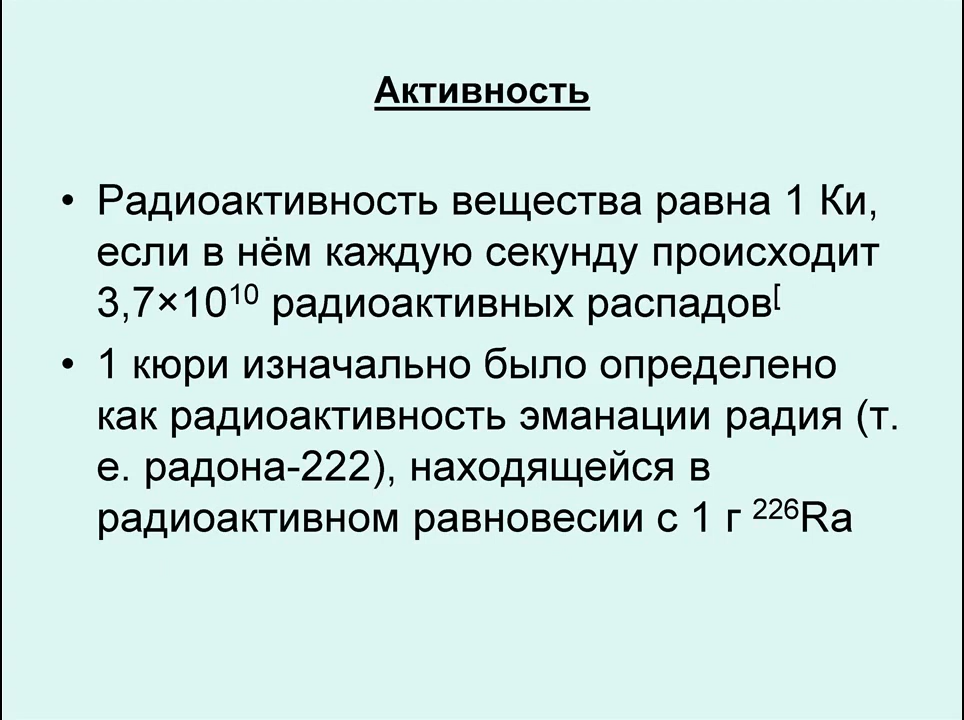 Активность
• Радиоактивность вещества равна 1 Ки,
если в нём каждую секунду происходит
3,7×10¹⁰ радиоактивных распадов[
• 1 кюри изначально было определено
как радиоактивность эманации радия (т.
е. радона-222), находящейся в
радиоактивном равновесии с 1 г ²²⁶Ra